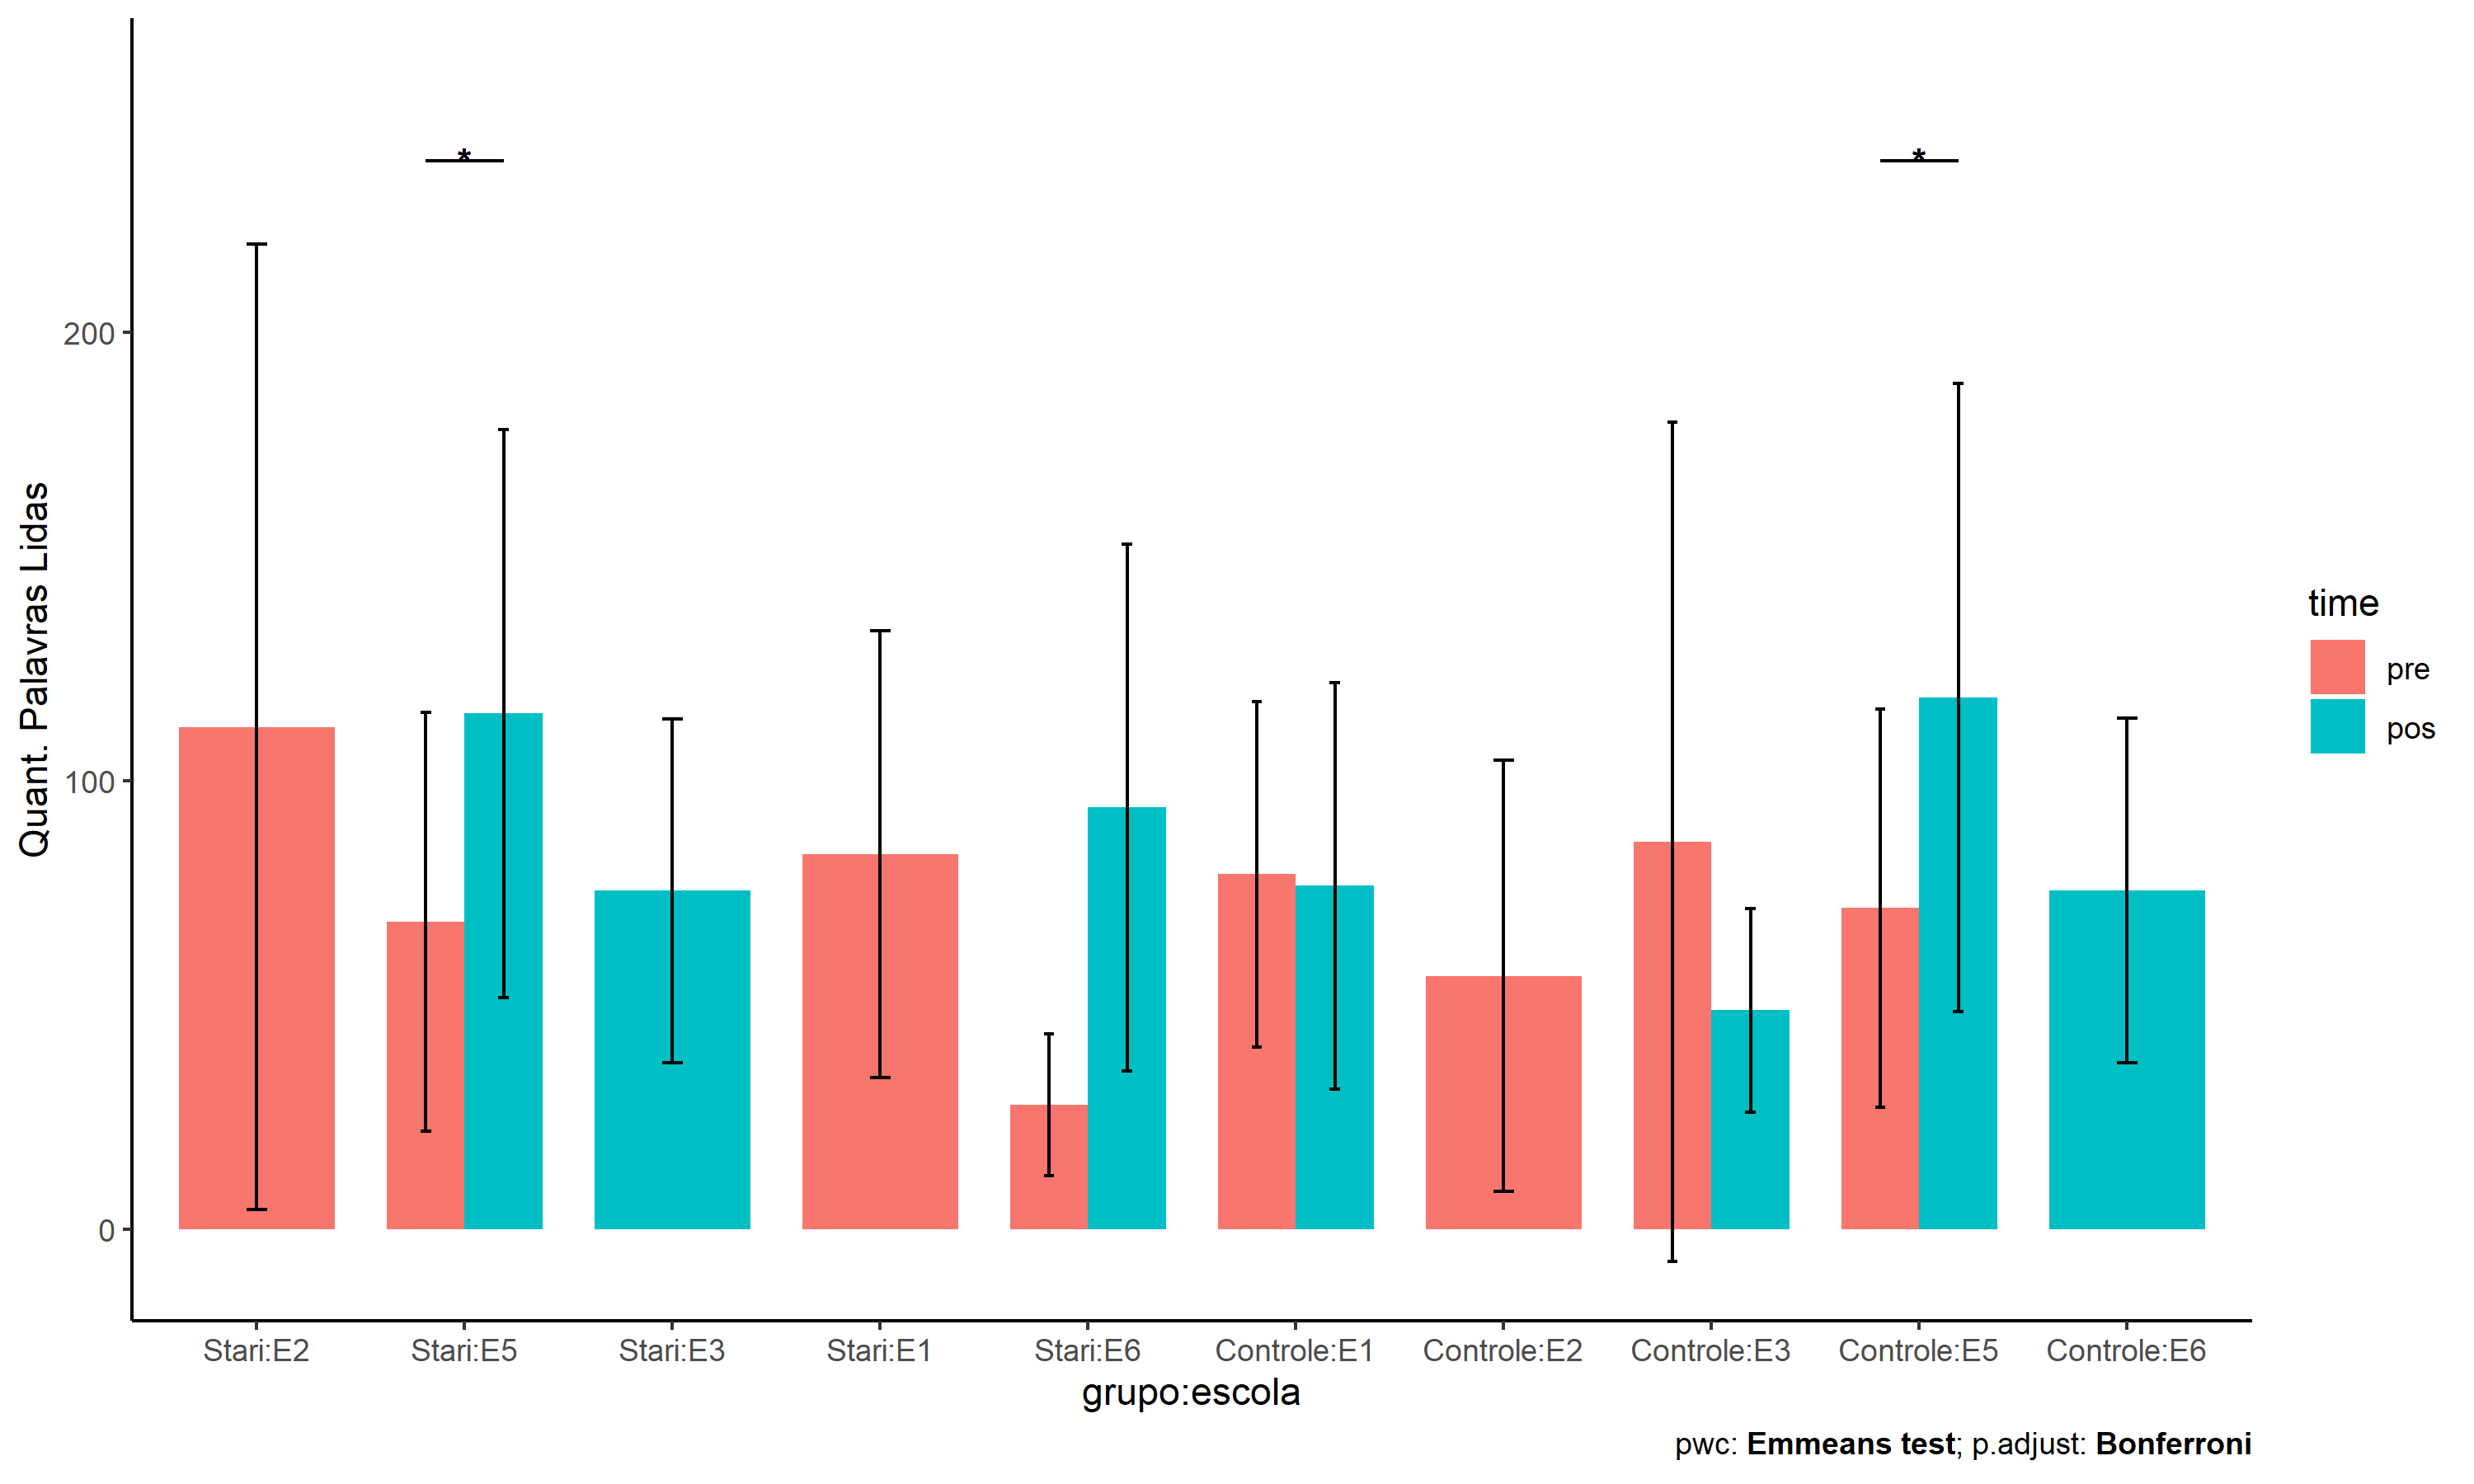 *
*
200
100
0
Quant. Palavras Lidas
Stari:E2
Stari:E5
Stari:E3
Stari:E1
Stari:E6
Controle:E1
Controle:E2
Controle:E3
Controle:E5
Controle:E6
grupo:escola
time
pre
pos
pwc: Emmeans test; p.adjust: Bonferroni